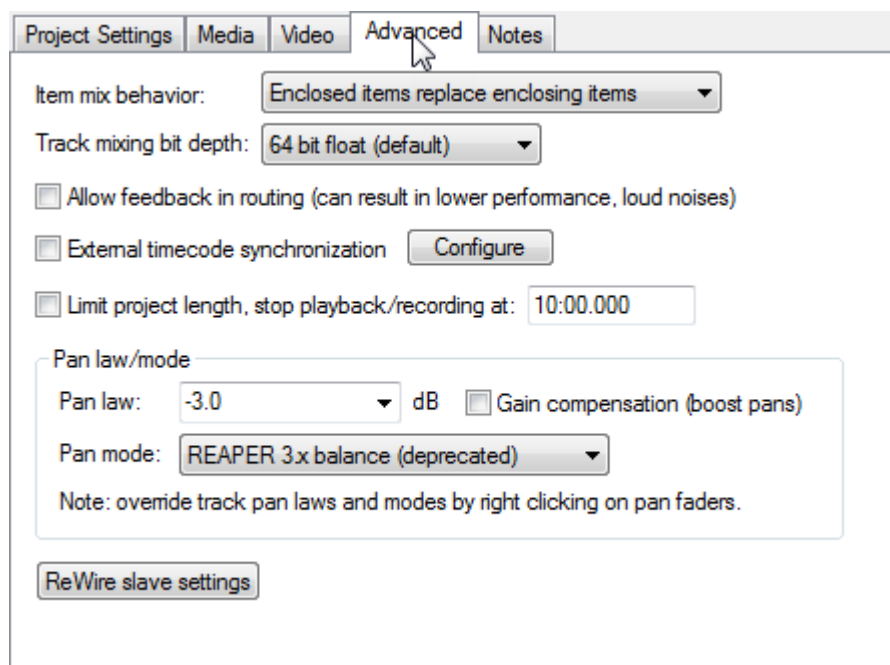 Project Settings Media Video Advanced Notes
Item mix behavior: Enclosed items replace enclosing items
Track mixing bit depth: 64 bit float (default)
Allow feedback in routing (can result in lower performance, loud noises)
External timecode synchronization Configure
Limit project length, stop playback/recording at: 10:00.000
Pan law/mode
Pan law: -3.0 dB Gain compensation (boost pans)
Pan mode: REAPER 3.x balance (deprecated)
Note: override track pan laws and modes by right clicking on pan faders.
ReWire slave settings